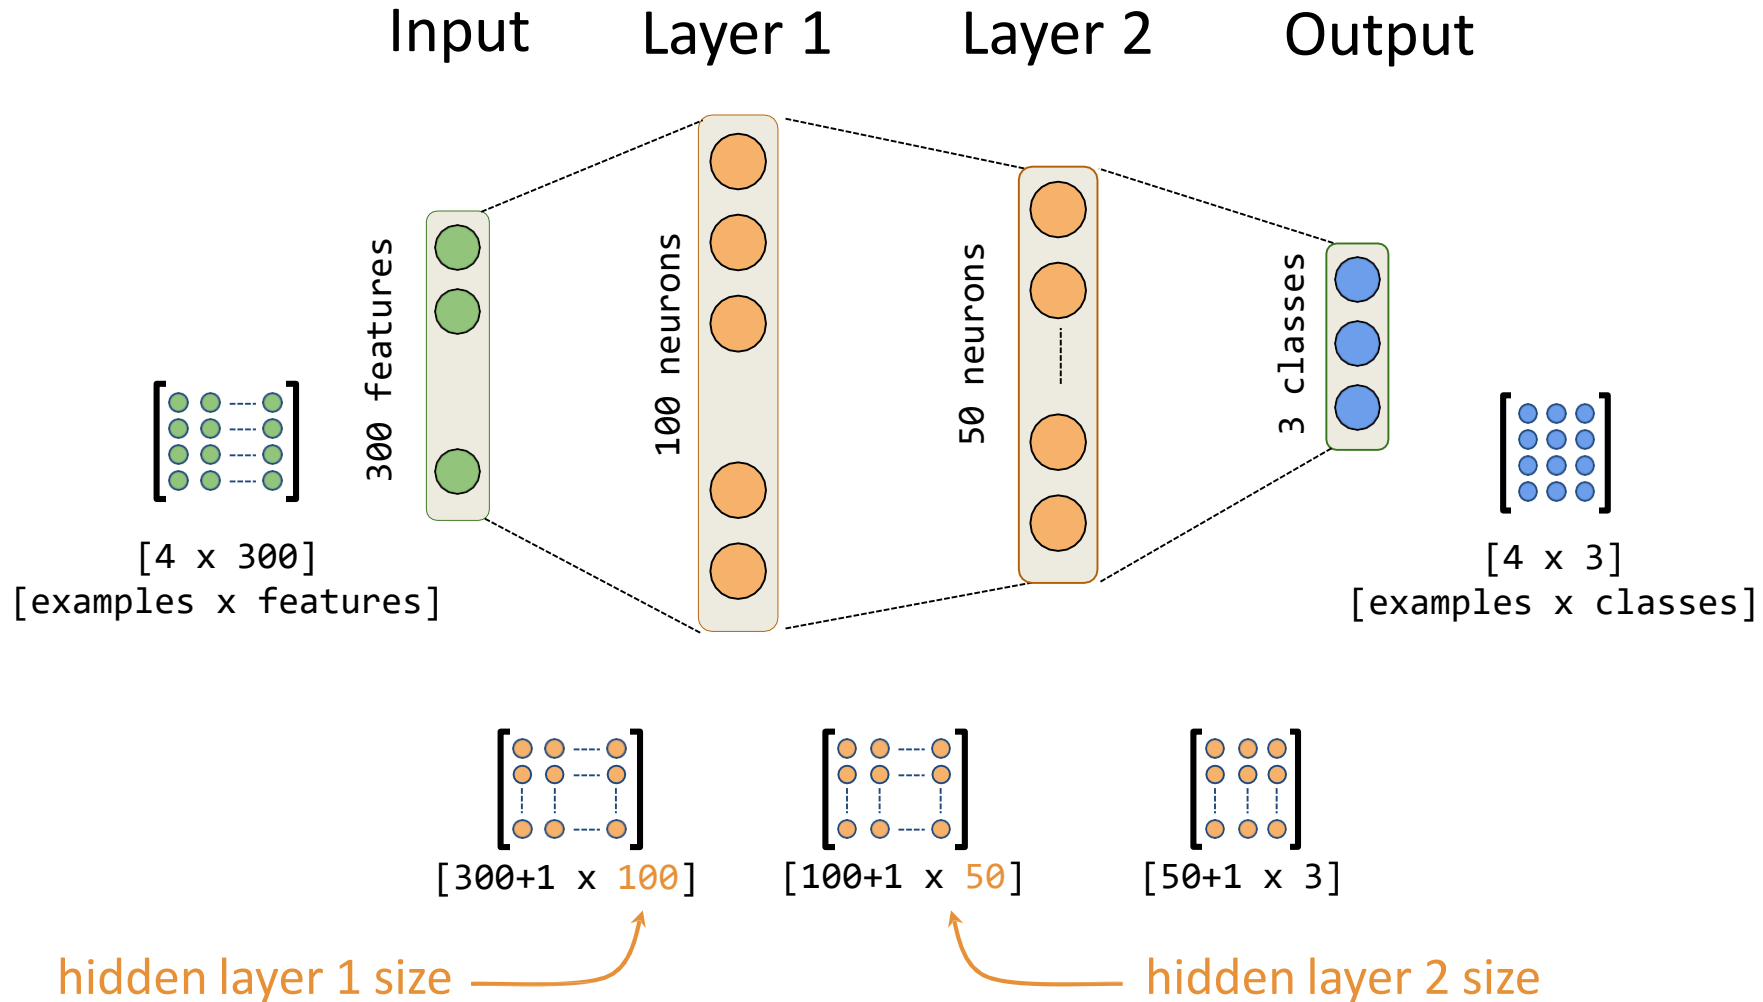 Input
Layer 1
Layer 2
Output
300 features
100 neurons
50 neurons
3 classes
[4 x 300]
[examples x features]
[4 x 3]
[examples x classes]
[300+1 x 100]
[100+1 x 50]
[50+1 x 3]
hidden layer 1 size
hidden layer 2 size